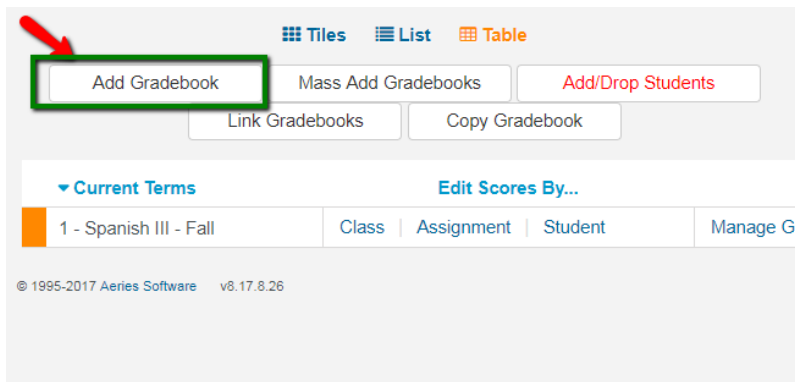 Tiles List Table
Add Gradebook Mass Add Gradebooks Add/Drop Students
Link Gradebooks Copy Gradebook
Current Terms Edit Scores By...
1 - Spanish III - Fall Class | Assignment | Student Manage G
© 1995-2017 Aeries Software v8.17.8.26